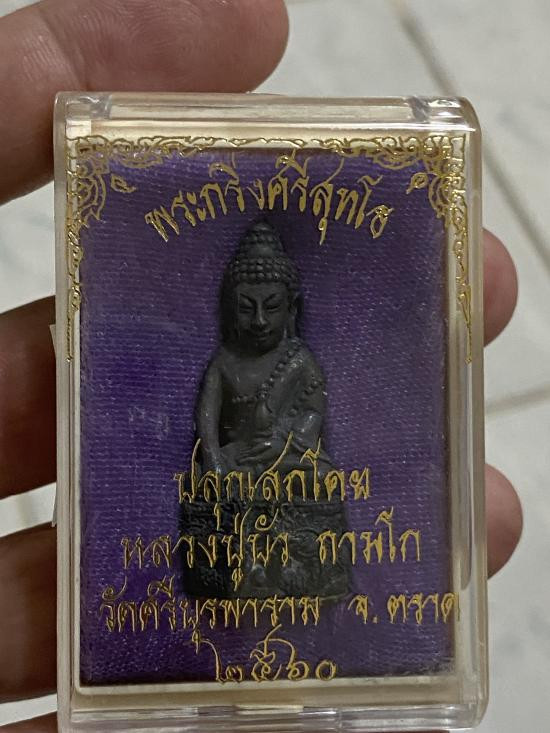 พระกริ่งศรีสุทโธ
ปลุกเสกโดย
หลวงปู่บัว ถามโก
วัดศรีบุรพาราม จ.ตราด
๒๕๖๐